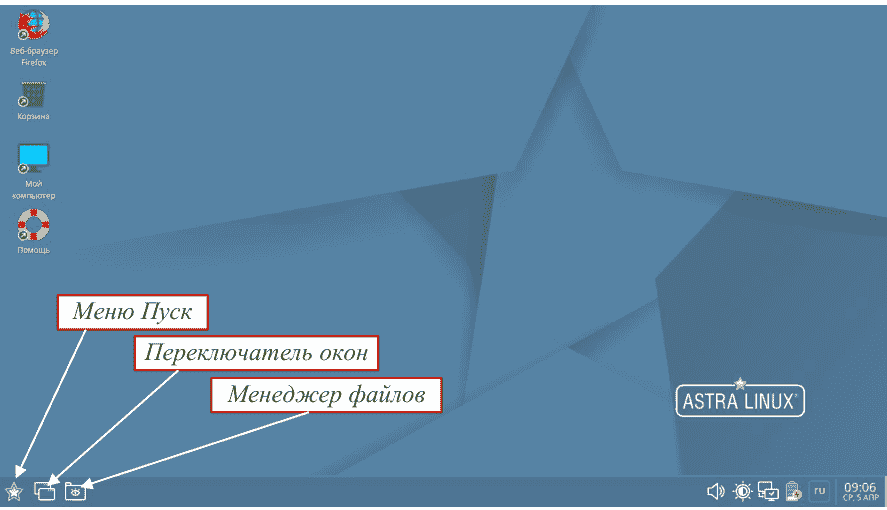 Веб-браузер
Firefox
Корзина
Мой
компьютер
Помощь
Меню Пуск
Переключатель окон
Менеджер файлов
ASTRA LINUX®
ru
09:06
СР, 5 АПР